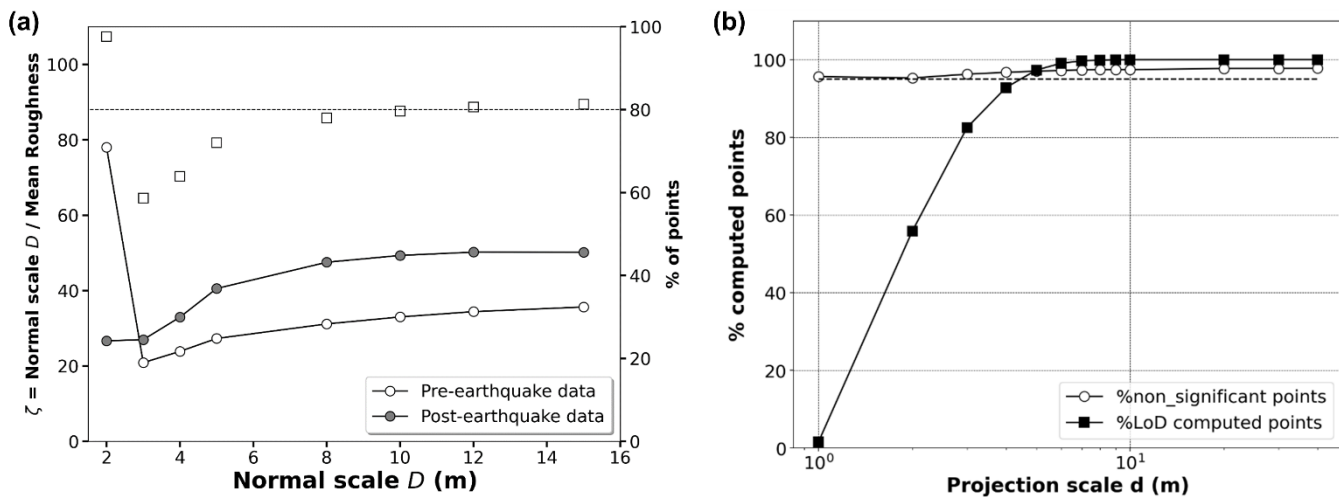 (a)
ζ = Normal scale D / Mean Roughness
100
80
60
40
20
0
2 4 6 8 10 12 14 16
Normal scale D (m)
100
80
60
40
20
0
% of points
Pre-earthquake data
Post-earthquake data
(b)
% computed points
100
80
60
40
20
0
10⁰ 10¹
Projection scale d (m)
%non_significant points
%LoD computed points